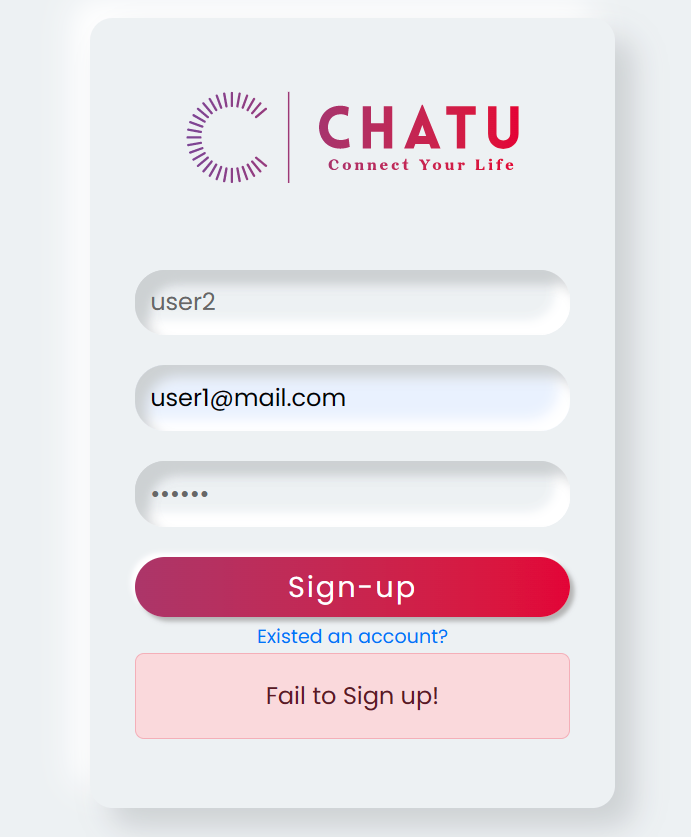 CHATU
Connect Your Life
user2
user1@mail.com
••••••
Sign-up
Existed an account?
Fail to Sign up!